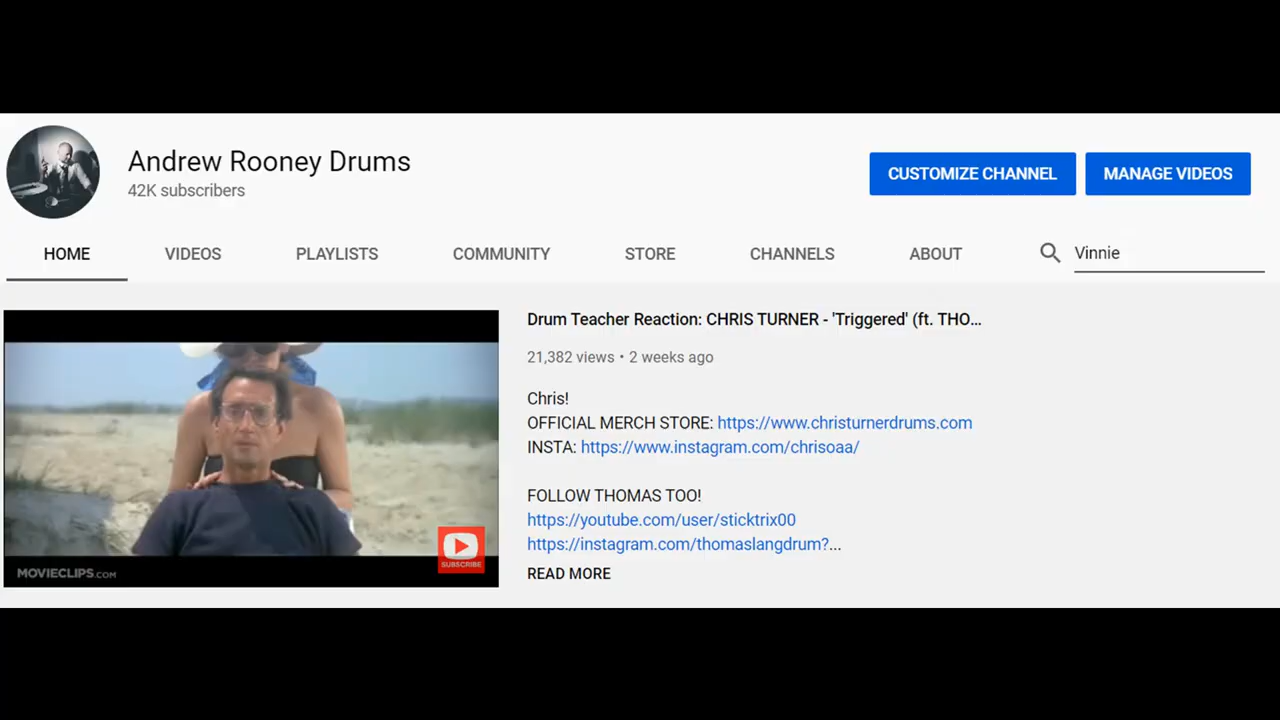 Andrew Rooney Drums
42K subscribers
CUSTOMIZE CHANNEL
MANAGE VIDEOS
HOME
VIDEOS
PLAYLISTS
COMMUNITY
STORE
CHANNELS
ABOUT
Vinnie
Drum Teacher Reaction: CHRIS TURNER - 'Triggered' (ft. THO...
21,382 views • 2 weeks ago
Chris!
OFFICIAL MERCH STORE: https://www.christurnerdrums.com
INSTA: https://www.instagram.com/chrisoaa/
FOLLOW THOMAS TOO!
https://youtube.com/user/sticktrix00
https://instagram.com/thomaslangdrum?...
READ MORE
SUBSCRIBE
MOVIECLIPS.COM